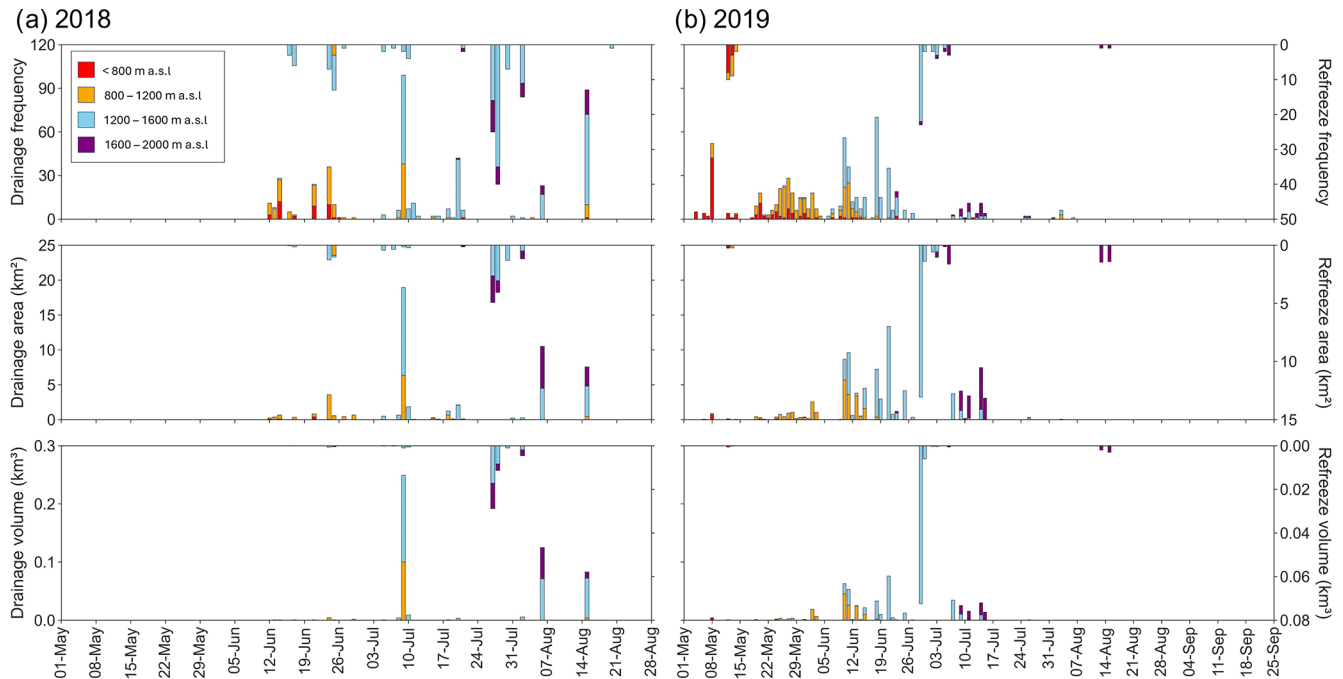 (a) 2018
(b) 2019
Drainage frequency
120
90
60
30
0
< 800 m a.s.l
800 – 1200 m a.s.l
1200 – 1600 m a.s.l
1600 – 2000 m a.s.l
0
10
20
30
40
50
Refreeze frequency
Drainage area (km²)
25
20
15
10
5
0
0
5
10
15
Refreeze area (km²)
Drainage volume (km³)
0.3
0.2
0.1
0.0
0.00
0.02
0.04
0.06
0.08
Refreeze volume (km³)
01-May
08-May
15-May
22-May
29-May
05-Jun
12-Jun
19-Jun
26-Jun
03-Jul
10-Jul
17-Jul
24-Jul
31-Jul
07-Aug
14-Aug
21-Aug
28-Aug
01-May
08-May
15-May
22-May
29-May
05-Jun
12-Jun
19-Jun
26-Jun
03-Jul
10-Jul
17-Jul
24-Jul
31-Jul
07-Aug
14-Aug
21-Aug
28-Aug
04-Sep
11-Sep
18-Sep
25-Sep